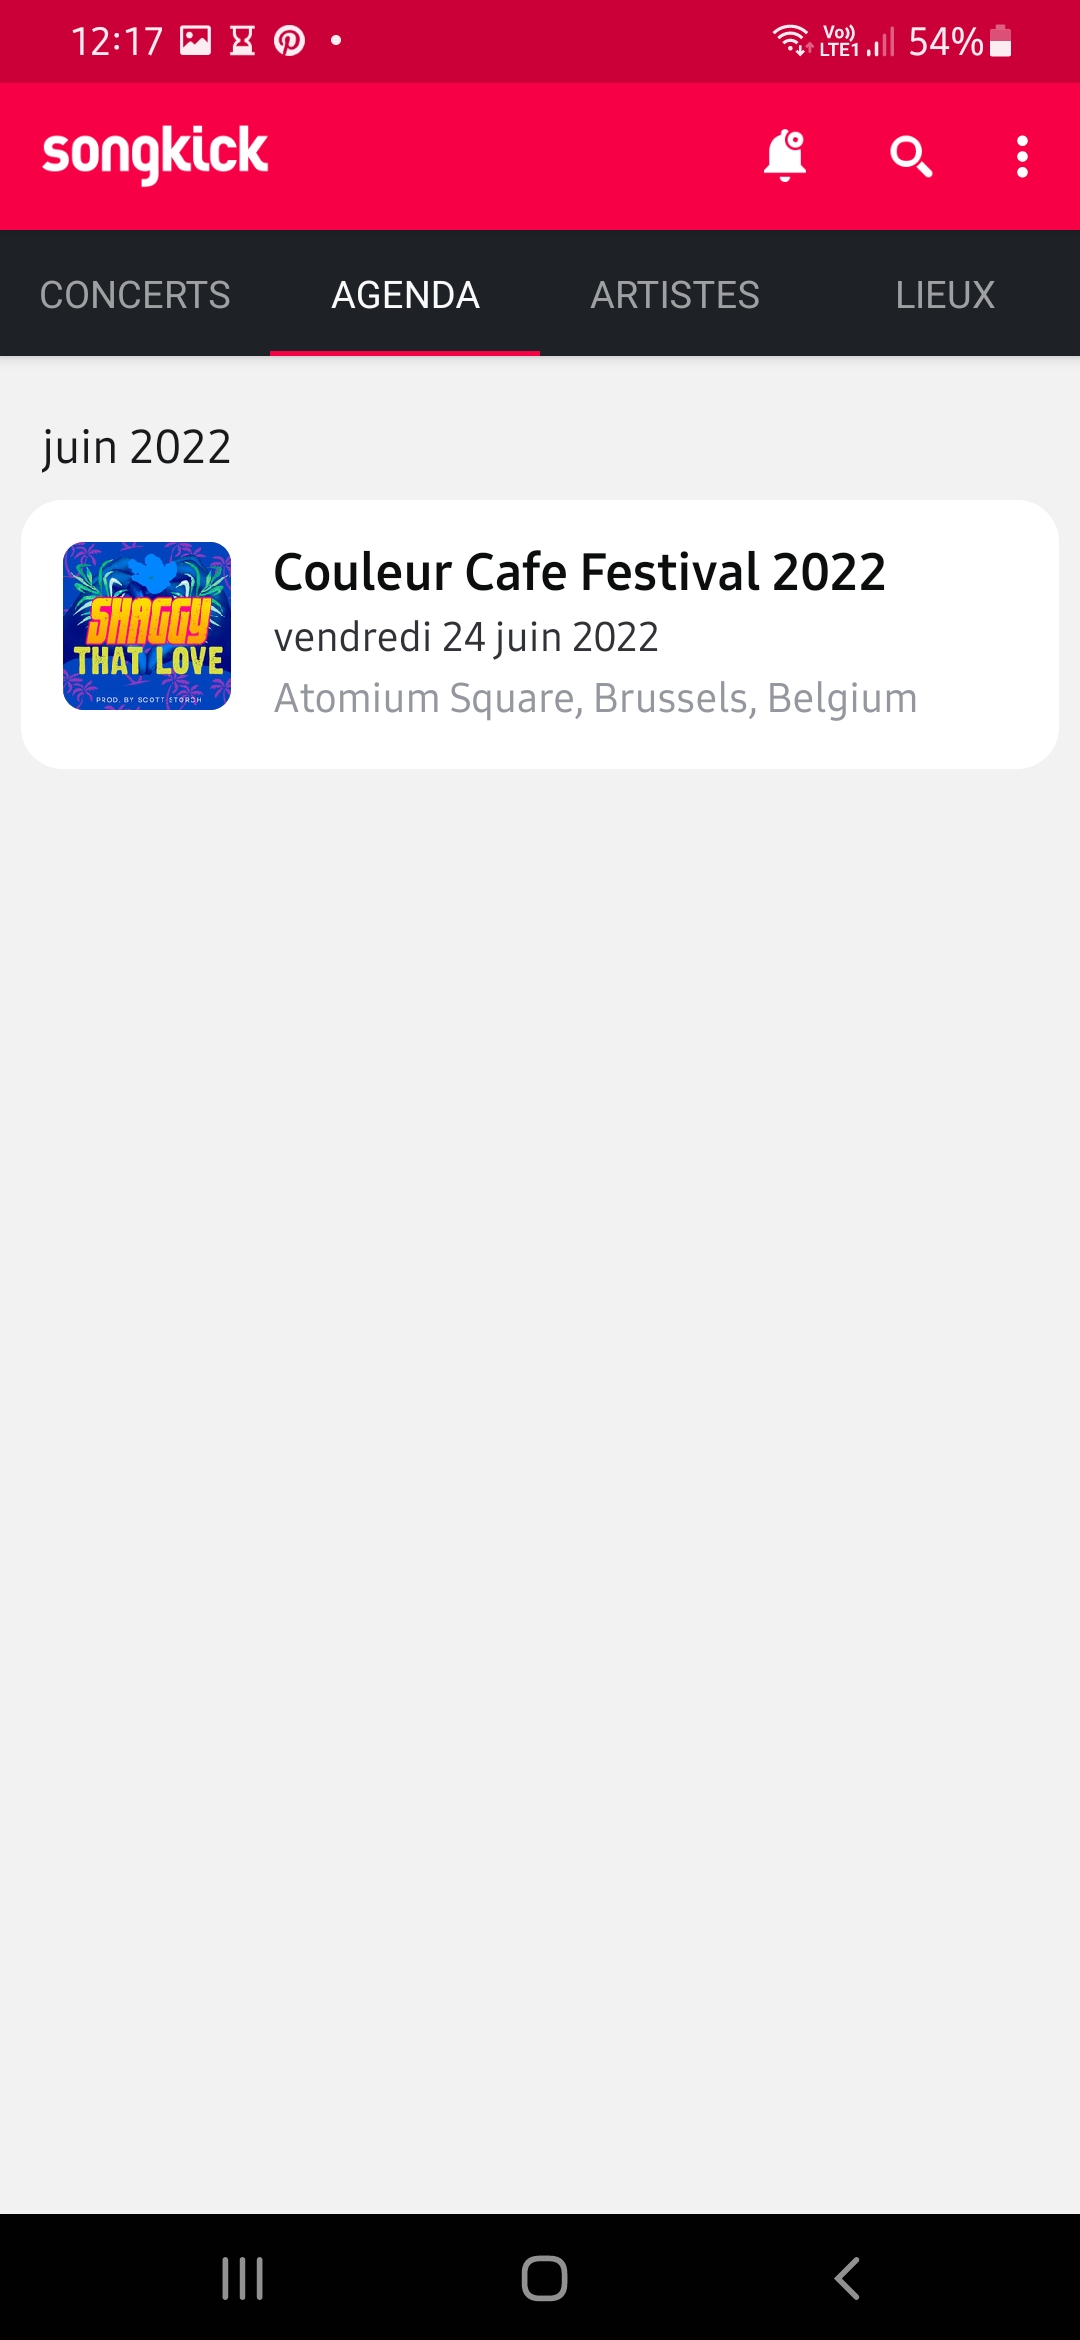 12:17
Vo)) LTE1 54%
songkick
CONCERTS AGENDA ARTISTES LIEUX
juin 2022
SHAGGY
THAT LOVE
PROD. BY SCOTT STORCH
Couleur Cafe Festival 2022
vendredi 24 juin 2022
Atomium Square, Brussels, Belgium